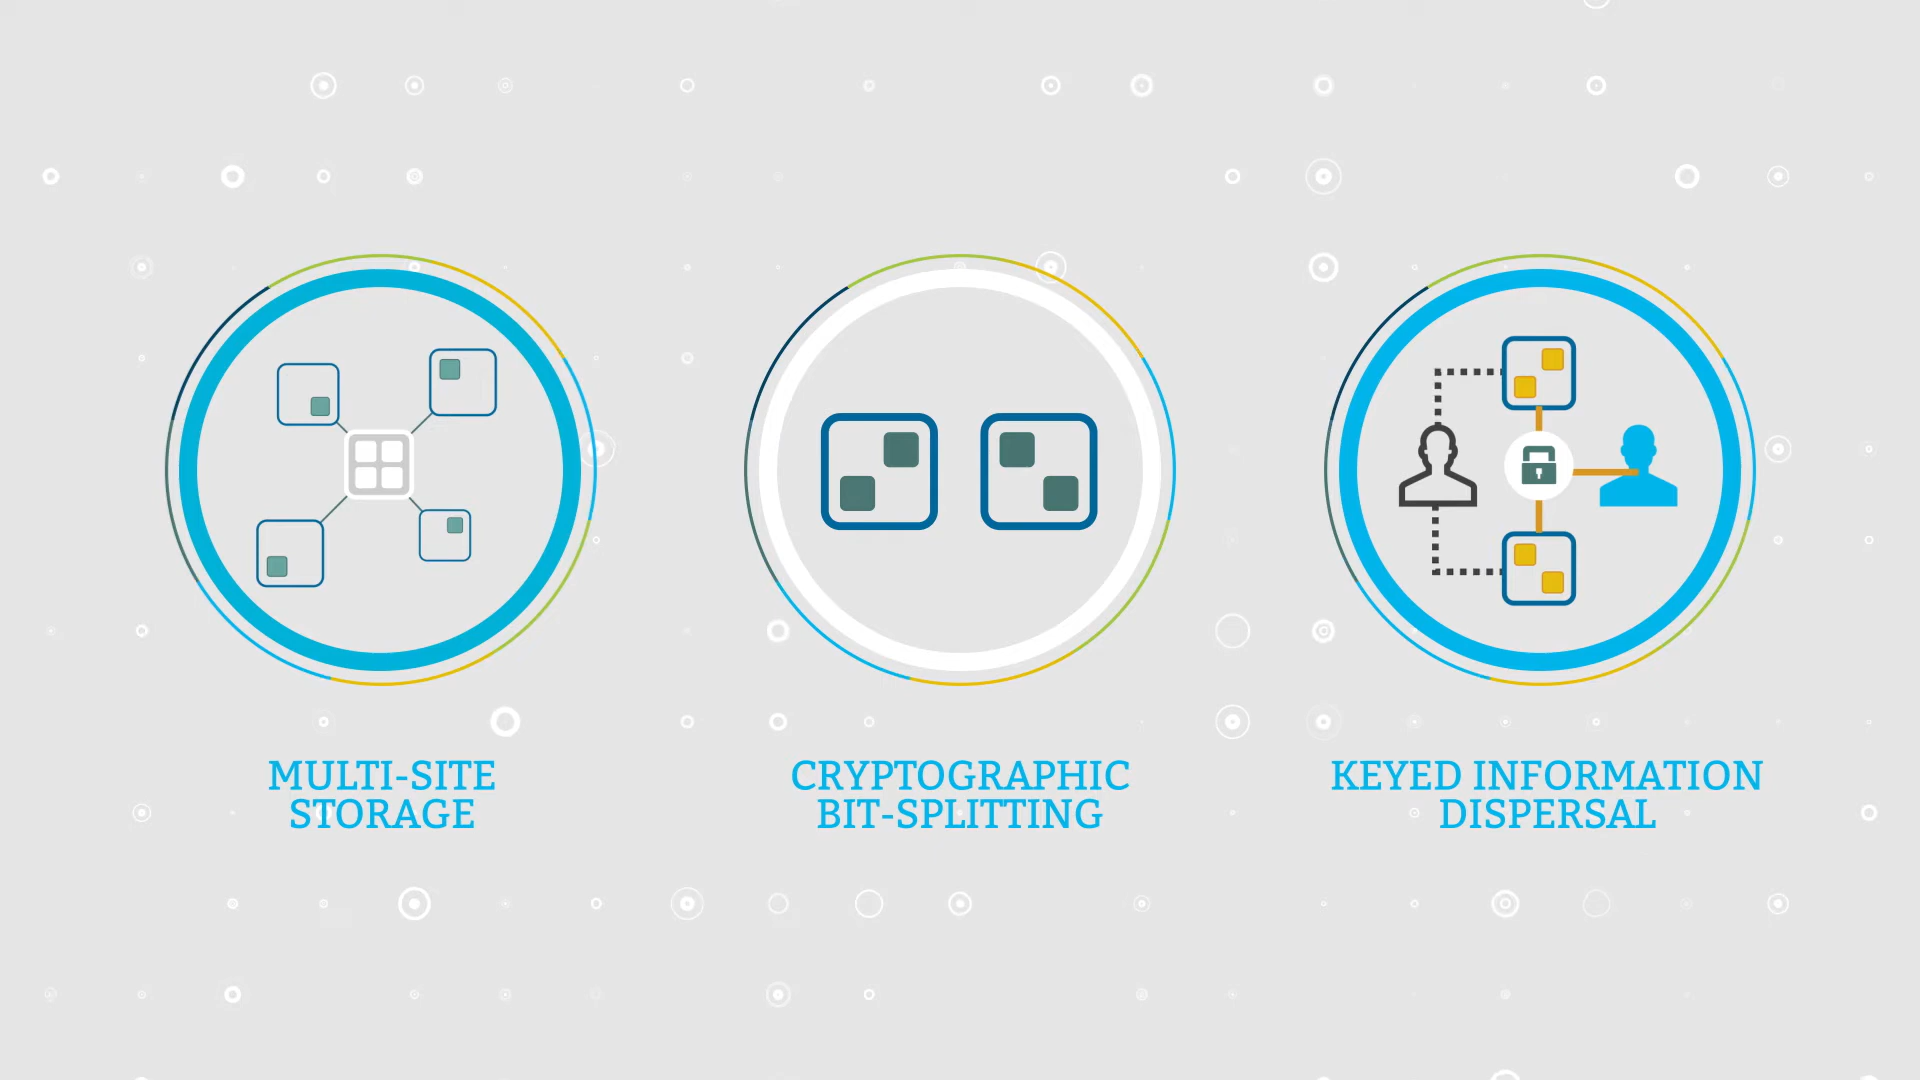 MULTI-SITE
STORAGE
CRYPTOGRAPHIC
BIT-SPLITTING
KEYED INFORMATION
DISPERSAL